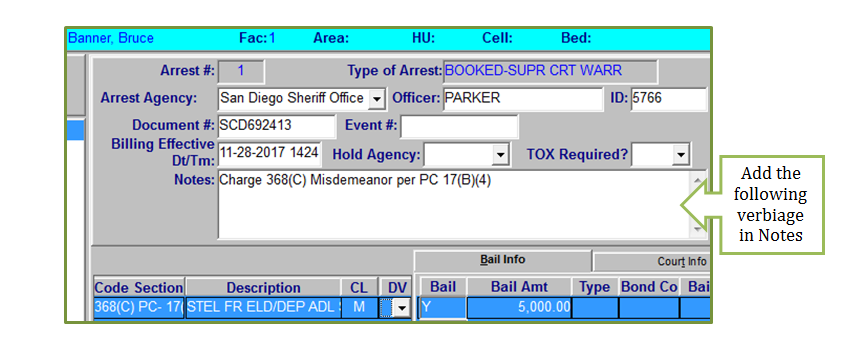 Banner, Bruce Fac:1 Area: HU: Cell: Bed:
Arrest #: 1 Type of Arrest: BOOKED-SUPR CRT WARR
Arrest Agency: San Diego Sheriff Office Officer: PARKER ID: 5766
Document #: SCD692413 Event #:
Billing Effective
Dt/Tm: 11-28-2017 1424 Hold Agency: TOX Required?
Notes: Charge 368(C) Misdemeanor per PC 17(B)(4)
Add the
following
verbiage
in Notes
Bail Info Court Info
Code Section Description CL DV Bail Bail Amt Type Bond Co Bai
368(C) PC- 17( STEL FR ELD/DEP ADL M Y 5,000.00